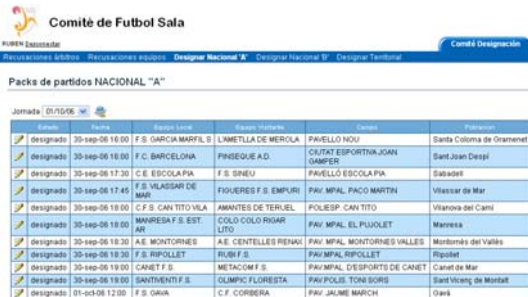 Comité de Futbol Sala
RUBEN Desconectar
Comité Designación
Recusaciones árbitros Recusaciones equipos Designar Nacional 'A' Designar Nacional 'B' Designar Territorial
Packs de partidos NACIONAL "A"
Jornada 01/10/06
Estado Fecha Equipo Local Equipo Visitante Campo Poblacion
designado 30-sep-06 16:00 F.S. GARCIA MARFIL S L'AMETLLA DE MEROLA PAVELLO NOU Santa Coloma de Gramenet
designado 30-sep-06 16:00 F.C. BARCELONA PINSEQUE A.D. CIUTAT ESPORTIVA JOAN GAMPER Sant Joan Despí
designado 30-sep-06 17:30 C.E. ESCOLA PIA F.S. SINEU PAVELLÓ ESCOLA PIA Sabadell
designado 30-sep-06 17:45 F.S. VILASSAR DE MAR FIGUERES F.S. EMPURI PAV. MPAL. PACO MARTIN Vilassar de Mar
designado 30-sep-06 18:00 C.F.S. CAN TITO VILA AMANTES DE TERUEL POLIESP. CAN TITO Vilanova del Camí
designado 30-sep-06 18:00 MANRESA F.S. EST. AR COLO COLO RIGAR LITO PAV. MPAL. EL PUJOLET Manresa
designado 30-sep-06 18:30 A.E. MONTORNES A.E. CENTELLES RENAX PAV. MPAL. MONTORNES VALLES Montornés del Vallés
designado 30-sep-06 18:30 F.S. RIPOLLET RUBI F.S. PAV.MPAL.RIPOLLET Ripollet
designado 30-sep-06 19:00 CANET F.S. METACOM F.S. PAV.MPAL. D'ESPORTS DE CANET Canet de Mar
designado 30-sep-06 19:00 SANTIVENTI F.S. OLIMPIC FLORESTA PAV.POLIS. TONI SORS Sant Vicenç de Montalt
designado 01-oct-06 12:00 F.S. GAVA C.F. CORBERA PAV. JAUME MARCH Gavá